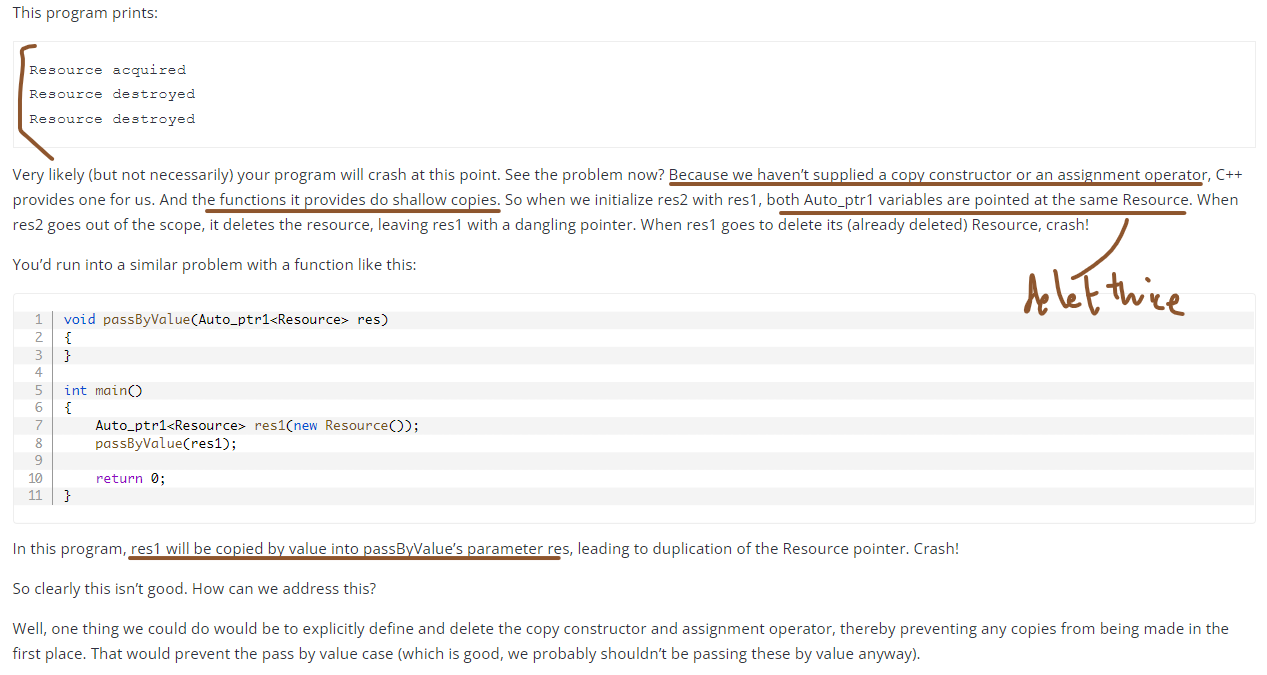 This program prints:
Resource acquired
Resource destroyed
Resource destroyed
Very likely (but not necessarily) your program will crash at this point. See the problem now? Because we haven’t supplied a copy constructor or an assignment operator, C++
provides one for us. And the functions it provides do shallow copies. So when we initialize res2 with res1, both Auto_ptr1 variables are pointed at the same Resource. When
res2 goes out of the scope, it deletes the resource, leaving res1 with a dangling pointer. When res1 goes to delete its (already deleted) Resource, crash!
You’d run into a similar problem with a function like this:
delet twice
1 void passByValue(Auto_ptr1<Resource> res)
2 {
3 }
4
5 int main()
6 {
7 Auto_ptr1<Resource> res1(new Resource());
8 passByValue(res1);
9
10 return 0;
11 }
In this program, res1 will be copied by value into passByValue’s parameter res, leading to duplication of the Resource pointer. Crash!
So clearly this isn’t good. How can we address this?
Well, one thing we could do would be to explicitly define and delete the copy constructor and assignment operator, thereby preventing any copies from being made in the
first place. That would prevent the pass by value case (which is good, we probably shouldn’t be passing these by value anyway).